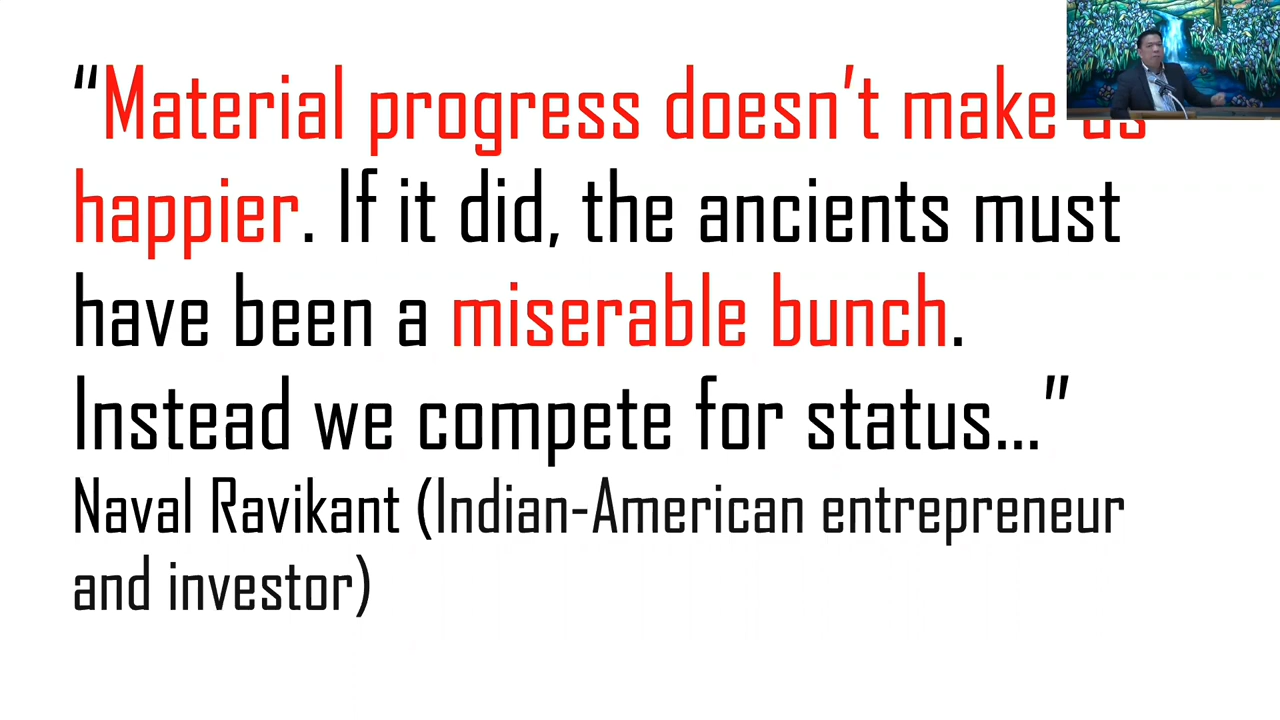 “Material progress doesn’t make us
happier. If it did, the ancients must
have been a miserable bunch.
Instead we compete for status...”
Naval Ravikant (Indian-American entrepreneur
and investor)